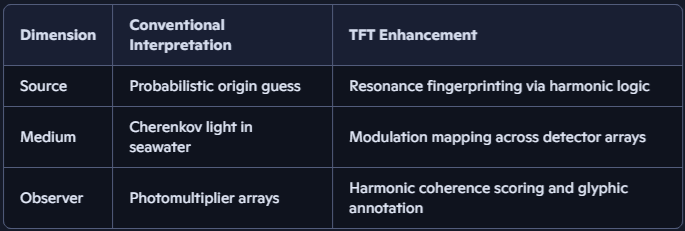 Dimension
Conventional
Interpretation
TFT Enhancement
Source
Probabilistic origin guess
Resonance fingerprinting via harmonic logic
Medium
Cherenkov light in
seawater
Modulation mapping across detector arrays
Observer
Photomultiplier arrays
Harmonic coherence scoring and glyphic
annotation